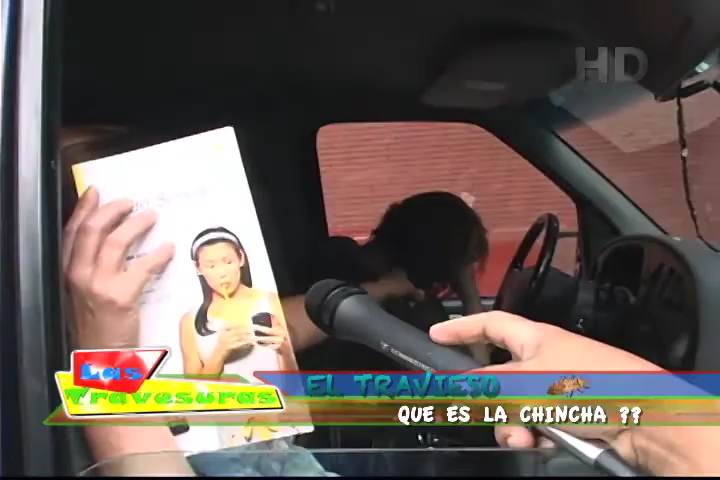 HD
Las
Travesuras
EL TRAVIESO
QUE ES LA CHINCHA ??